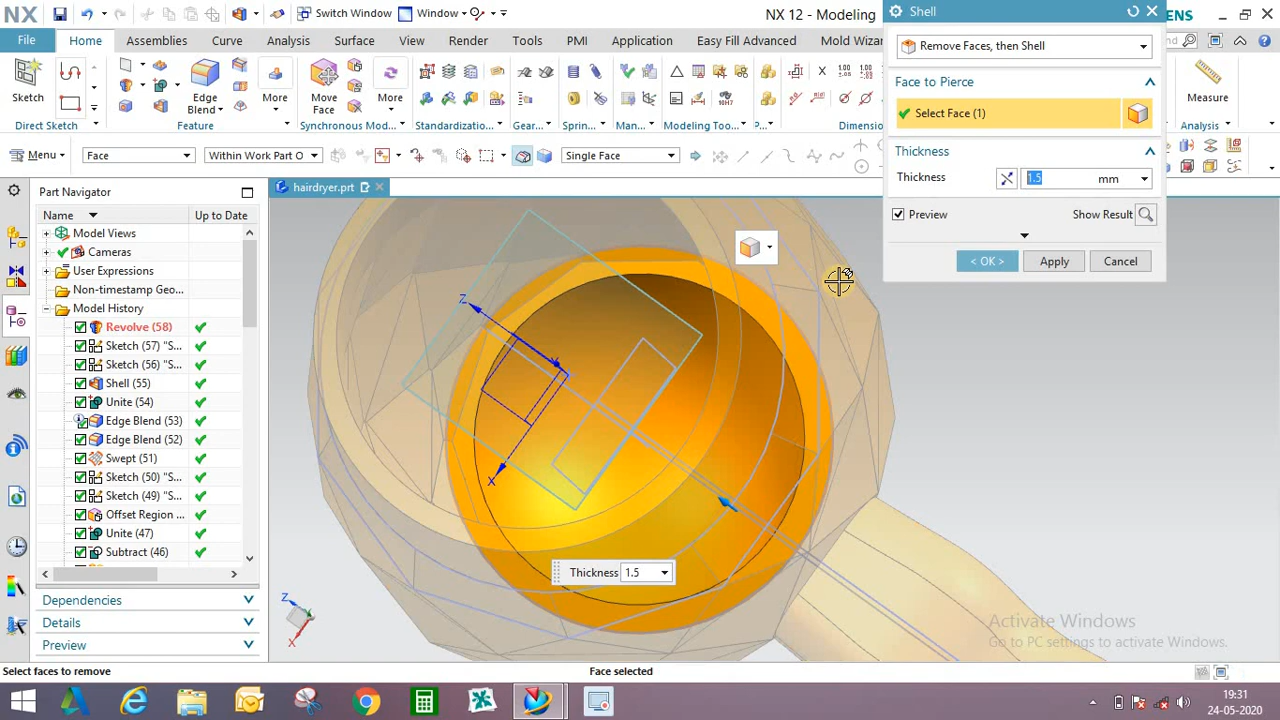 NX
Switch Window
Window
NX 12 - Modeling
ENS
File
Home
Assemblies
Curve
Analysis
Surface
View
Render
Tools
PMI
Application
Easy Fill Advanced
Mold Wizard
Sketch
Edge
Blend
More
Move
Face
More
Measure
Direct Sketch
Feature
Synchronous Mod...
Gear...
Sprin...
Man...
Modeling Too...
P...
Analysis
Menu
Face
Within Work Part O
Single Face
Part Navigator
hairdryer.prt
Name
Up to Date
Model Views
Cameras
User Expressions
Non-timestamp Geo...
Model History
Revolve (58)
Sketch (57) "S...
Sketch (56) "S...
Shell (55)
Unite (54)
Edge Blend (53)
Edge Blend (52)
Swept (51)
Sketch (50) "S...
Sketch (49) "S...
Offset Region ...
Unite (47)
Subtract (46)
Dependencies
Details
Preview
Shell
Remove Faces, then Shell
Face to Pierce
Select Face (1)
Thickness
Thickness
1.5
mm
Preview
Show Result
< OK >
Apply
Cancel
Z
Y
X
Thickness 1.5
Z
X
Activate Windows
Go to PC settings to activate Windows.
Select faces to remove
Face selected
19:31
24-05-2020